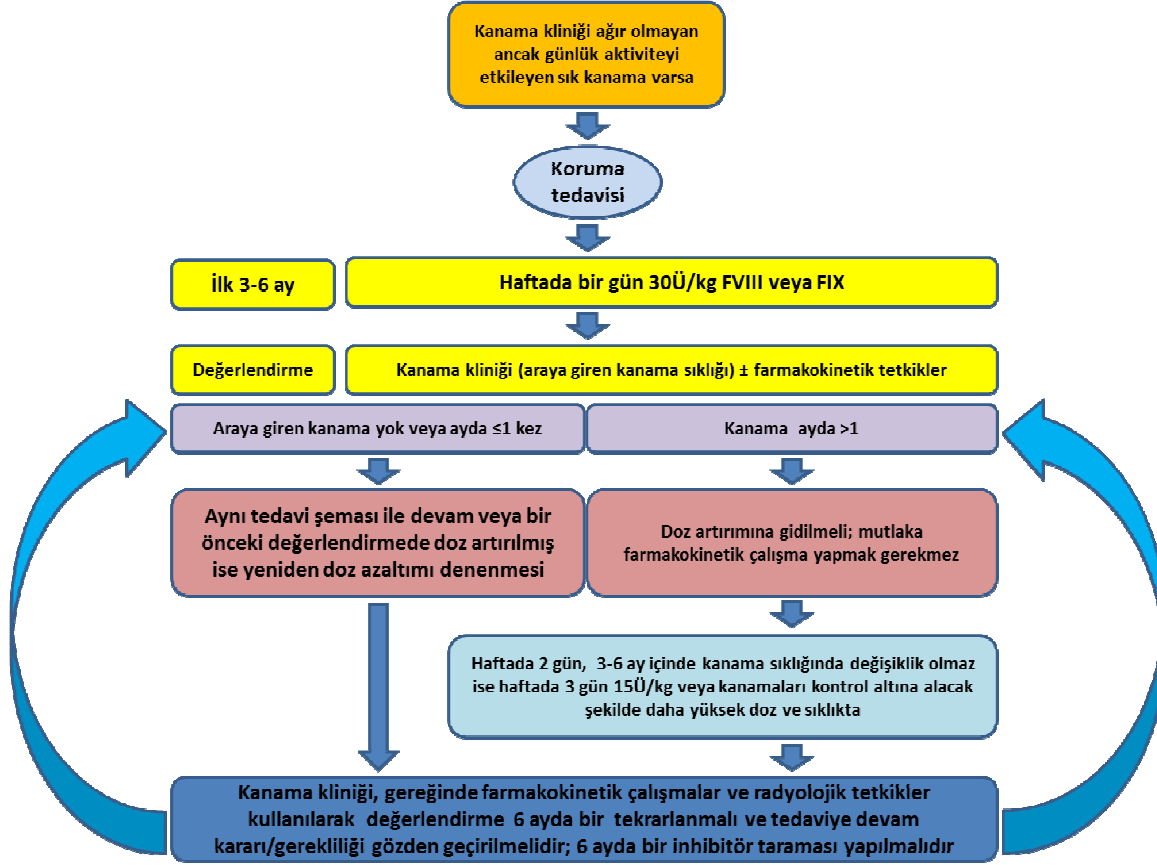 Kanama kliniği ağır olmayan
ancak günlük aktiviteyi
etkileyen sık kanama varsa
Koruma
tedavisi
İlk 3-6 ay
Haftada bir gün 30Ü/kg FVIII veya FIX
Değerlendirme
Kanama kliniği (araya giren kanama sıklığı) ± farmakokinetik tetkikler
Araya giren kanama yok veya ayda ≤1 kez
Kanama ayda >1
Aynı tedavi şeması ile devam veya bir
önceki değerlendirmede doz artırılmış
ise yeniden doz azaltımı denenmesi
Doz artırımına gidilmeli; mutlaka
farmakokinetik çalışma yapmak gerekmez
Haftada 2 gün, 3-6 ay içinde kanama sıklığında değişiklik olmaz
ise haftada 3 gün 15Ü/kg veya kanamaları kontrol altına alacak
şekilde daha yüksek doz ve sıklıkta
Kanama kliniği, gereğinde farmakokinetik çalışmalar ve radyolojik tetkikler
kullanılarak değerlendirme 6 ayda bir tekrarlanmalı ve tedaviye devam
kararı/gerekliliği gözden geçirilmelidir; 6 ayda bir inhibitör taraması yapılmalıdır